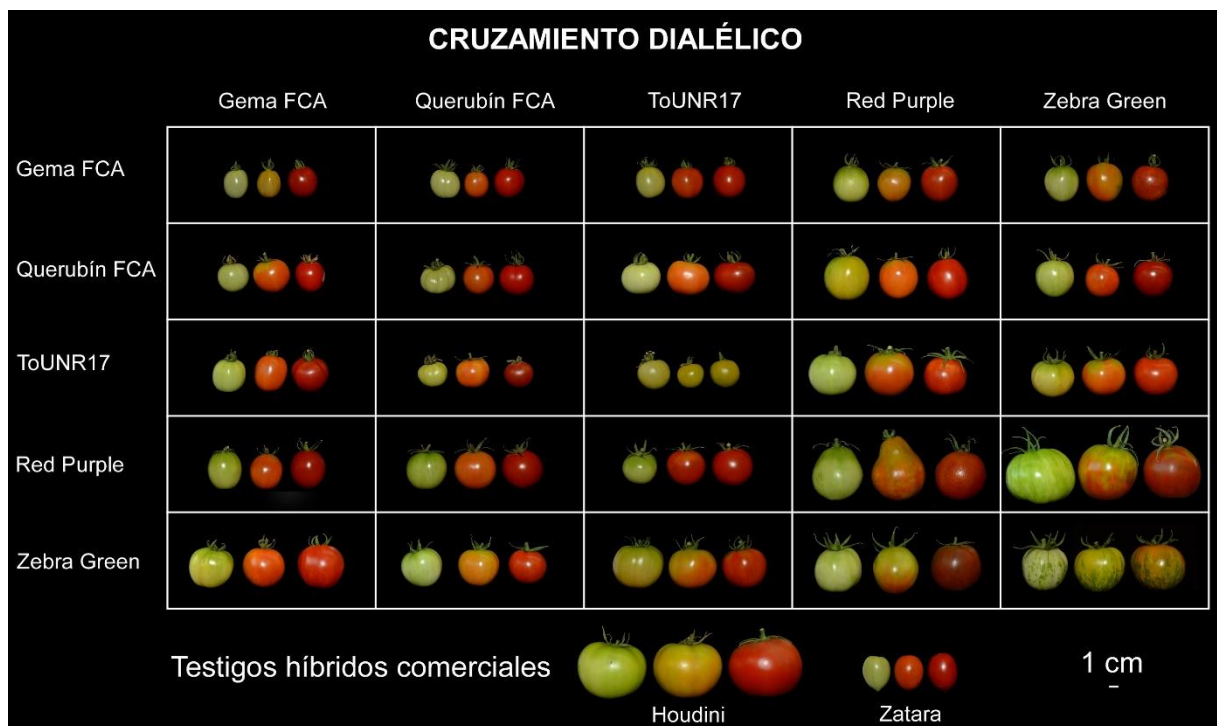 CRUZAMIENTO DIALÉLICO
Gema FCA Querubín FCA ToUNR17 Red Purple Zebra Green
Gema FCA
Querubín FCA
ToUNR17
Red Purple
Zebra Green
Testigos híbridos comerciales
1 cm
Houdini Zatara